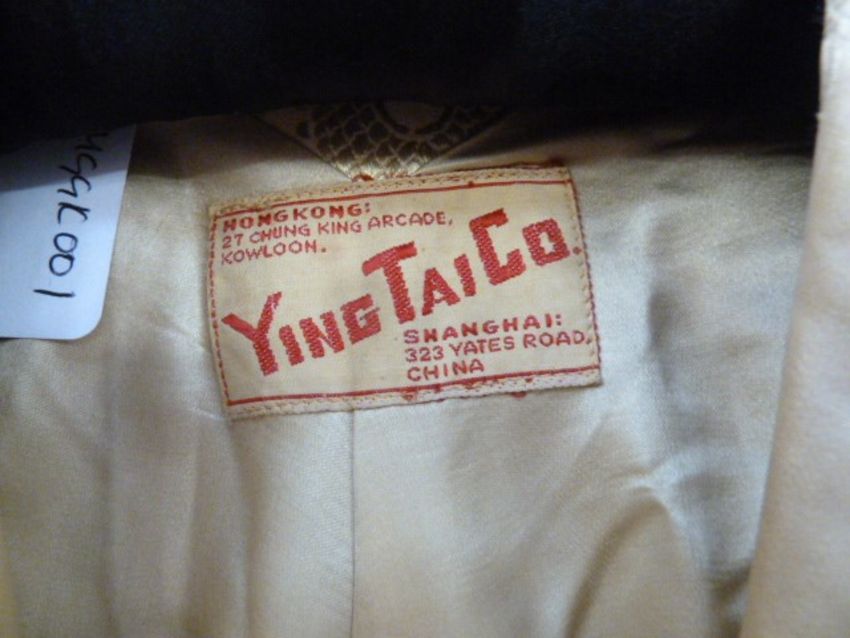 HONGKONG:
27 CHUNG KING ARCADE,
KOWLOON.
YING TAI CO.
SHANGHAI:
323 YATES ROAD,
CHINA